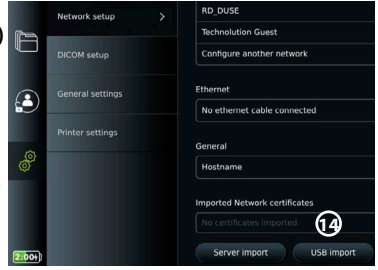 Network setup >
DICOM setup
General settings
Printer settings
2:00H
RD_DUSE
Technolution Guest
Configure another network
Ethernet
No ethernet cable connected
General
Hostname
Imported Network certificates
No certificates imported
14
Server import
USB import